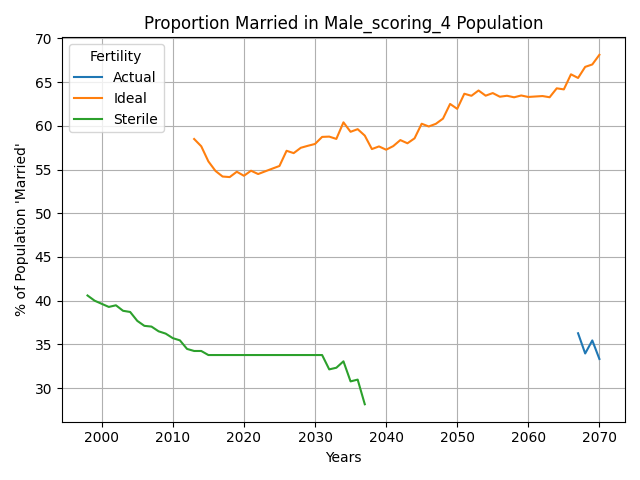 Proportion Married in Male_scoring_4 Population
Fertility
Actual
Ideal
Sterile
% of Population 'Married'
70
65
60
55
50
45
40
35
30
2000 2010 2020 2030 2040 2050 2060 2070
Years